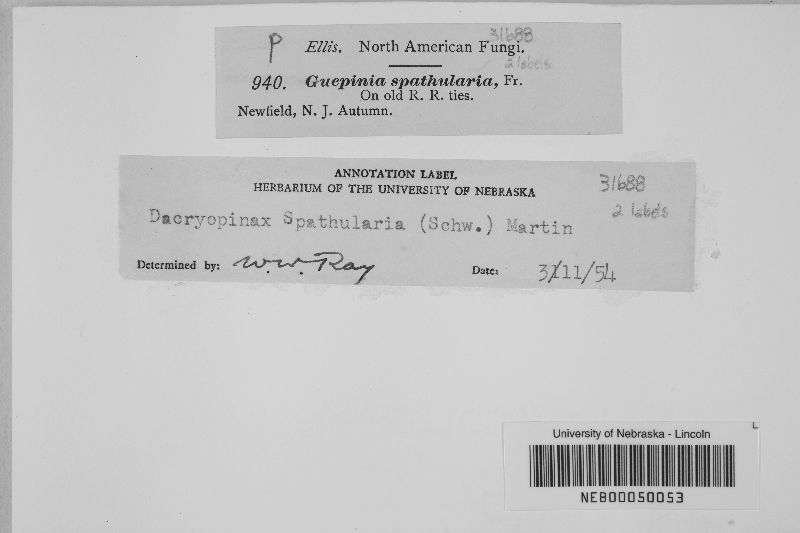 31688
P Ellis. North American Fungi.
2 labels
940. Guepinia spathularia, Fr.
On old R. R. ties.
Newfield, N. J. Autumn.
ANNOTATION LABEL
HERBARIUM OF THE UNIVERSITY OF NEBRASKA
31688
2 labels
Dacryopinax Spathularia (Schw.) Martin
Determined by: W.W. Ray Date: 3/11/54
L
University of Nebraska - Lincoln
NEB00050053